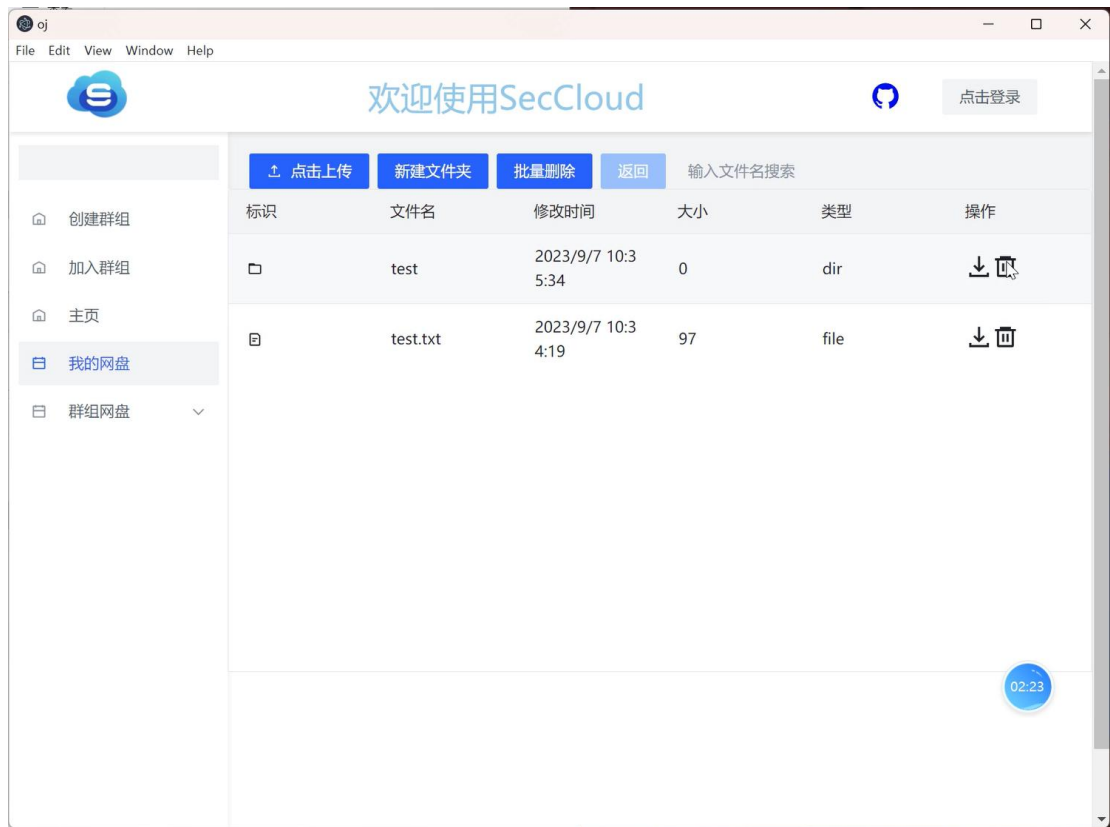 oj
File Edit View Window Help
欢迎使用SecCloud
点击登录
点击上传 新建文件夹 批量删除 返回 输入文件名搜索
创建群组
加入群组
主页
我的网盘
群组网盘
标识 文件名 修改时间 大小 类型 操作
test 2023/9/7 10:3 0 dir
5:34
test.txt 2023/9/7 10:3 97 file
4:19
02:23